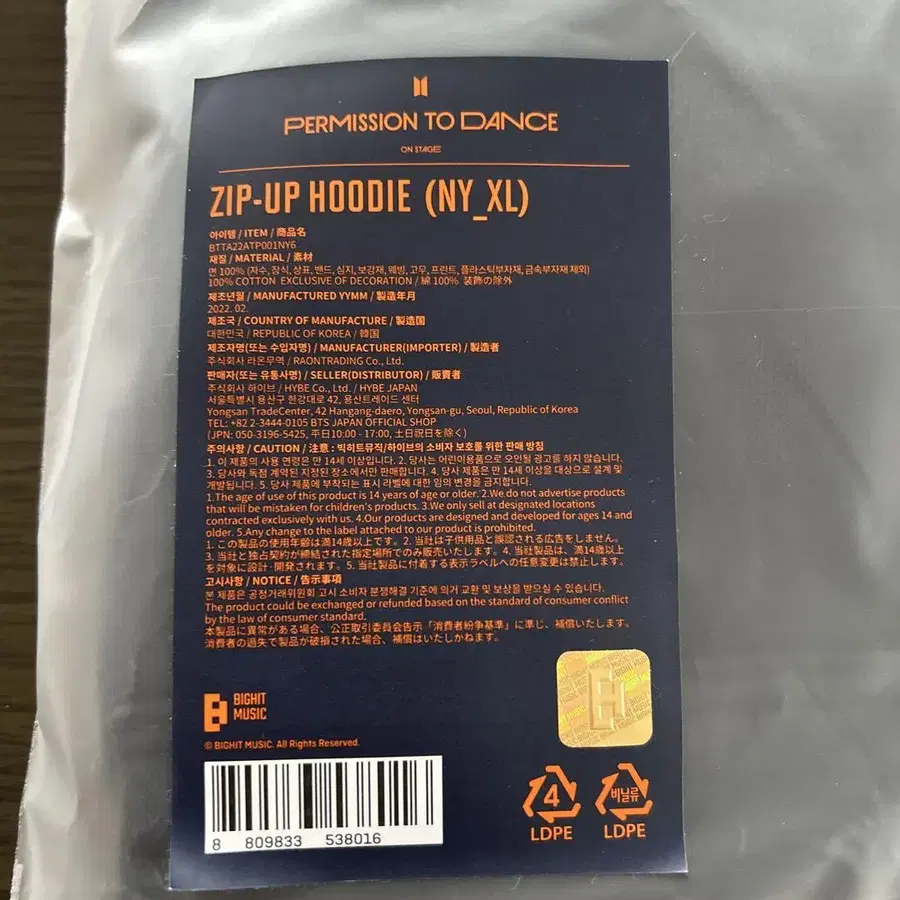 PERMISSION TO DANCE
ON STAGE
ZIP-UP HOODIE (NY_XL)
아이템 / ITEM / 商品名
BTTA22ATP001NY6
재질 / MATERIAL / 素材
면 100% (자수, 장식, 상표, 밴드, 심지, 보강재, 웨빙, 고무, 프린트, 플라스틱부자재, 금속부자재 제외)
100% COTTON EXCLUSIVE OF DECORATION / 綿 100% 装飾の除外
제조년월 / MANUFACTURED YYMM / 製造年月
2022. 02.
제조국 / COUNTRY OF MANUFACTURE / 製造国
대한민국 / REPUBLIC OF KOREA / 韓国
제조자명(또는 수입자명) / MANUFACTURER(IMPORTER) / 製造者
주식회사 라온무역 / RAONTRADING Co., Ltd.
판매자(또는 유통사명) / SELLER(DISTRIBUTOR) / 販賣者
주식회사 하이브 / HYBE Co., Ltd. / HYBE JAPAN
서울특별시 용산구 한강대로 42, 용산트레이드 센터
Yongsan TradeCenter, 42 Hangang-daero, Yongsan-gu, Seoul, Republic of Korea
TEL: +82 2-3444-0105 BTS JAPAN OFFICIAL SHOP
(JPN: 050-3196-5425, 平日10:00 - 17:00, 土日祝日を除く)
주의사항 / CAUTION / 注意 : 빅히트뮤직/하이브의 소비자 보호를 위한 판매 방침
1. 이 제품의 사용 연령은 만 14세 이상입니다. 2. 당사는 어린이용품으로 오인될 광고를 하지 않습니다.
3. 당사와 독점 계약된 지정된 장소에서만 판매합니다. 4. 당사 제품은 만 14세 이상을 대상으로 설계 및
개발됩니다. 5. 당사 제품에 부착되는 표시 라벨에 대한 임의 변경을 금지합니다.
1.The age of use of this product is 14 years of age or older. 2.We do not advertise products
that will be mistaken for children's products. 3.We only sell at designated locations
contracted exclusively with us. 4.Our products are designed and developed for ages 14 and
older. 5.Any change to the label attached to our product is prohibited.
1. この製品の使用年齢は満14歳以上です。2. 当社は子供用品と誤認される広告をしません。
3. 当社と独占契約が締結された指定場所でのみ販売いたします。4. 当社製品は、満14歳以上
を対象に設計·開発されます。5. 当社製品に付着する表示ラベルへの任意変更は禁止します。
고시사항 / NOTICE / 告示事項
본 제품은 공정거래위원회 고시 소비자 분쟁해결 기준에 의거 교환 및 보상을 받으실 수 있습니다.
The product could be exchanged or refunded based on the standard of consumer conflict
by the law of consumer standard.
本製品に異常がある場合、公正取引委員会告示「消費者紛争基準」に準じ、補償いたします。
消費者の過失で製品が破損された場合、補償はいたしかねます。
BIGHIT
MUSIC
© BIGHIT MUSIC. All Rights Reserved.
8 809833 538016
4
LDPE
비닐류
LDPE